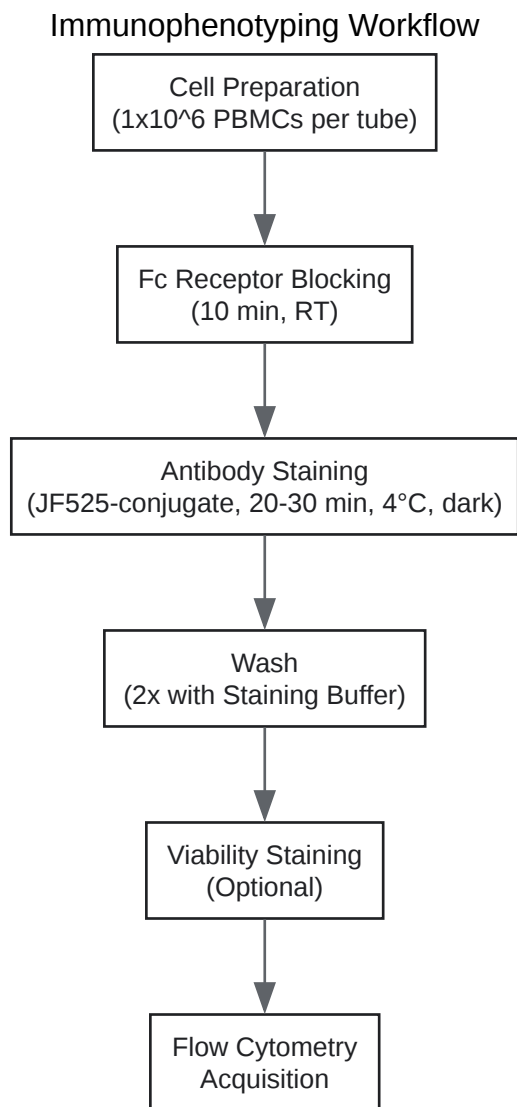 Immunophenotyping Workflow
Cell Preparation
(1x10^6 PBMCs per tube)
Fc Receptor Blocking
(10 min, RT)
Antibody Staining
(JF525-conjugate, 20-30 min, 4°C, dark)
Wash
(2x with Staining Buffer)
Viability Staining
(Optional)
Flow Cytometry
Acquisition